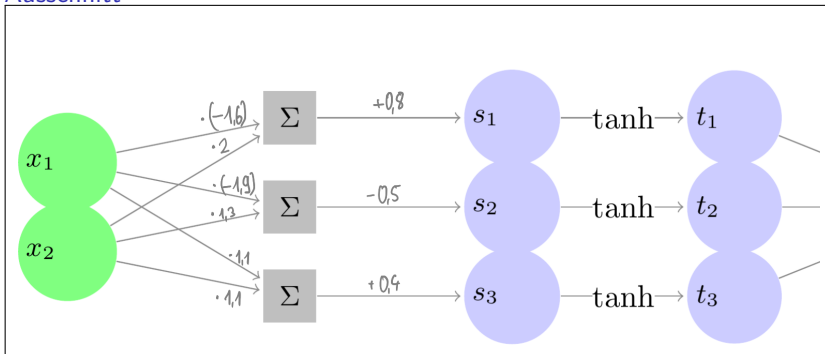 Ausschnitt
·(-1,6) Σ +0,8 s₁ tanh t₁
x₁ ·2
·(-1,9) Σ -0,5 s₂ tanh t₂
·1,3
x₂ ·1,1
·1,1 Σ +0,4 s₃ tanh t₃